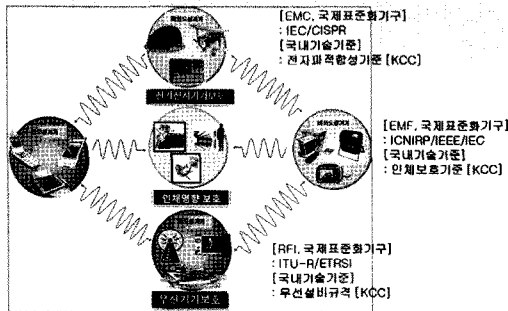 [EMC, 국제표준화기구]
: IEC/CISPR
[국내기술기준]
: 전자파적합성기준 [KCC]
전기전자기기보호
[EMF, 국제표준화기구]
: ICNIRP/IEEE/IEC
[국내기술기준]
: 인체보호기준 [KCC]
인체영향 보호
[RFI, 국제표준화기구]
: ITU-R/ETRSI
[국내기술기준]
: 무선설비규격 [KCC]
무선기기보호